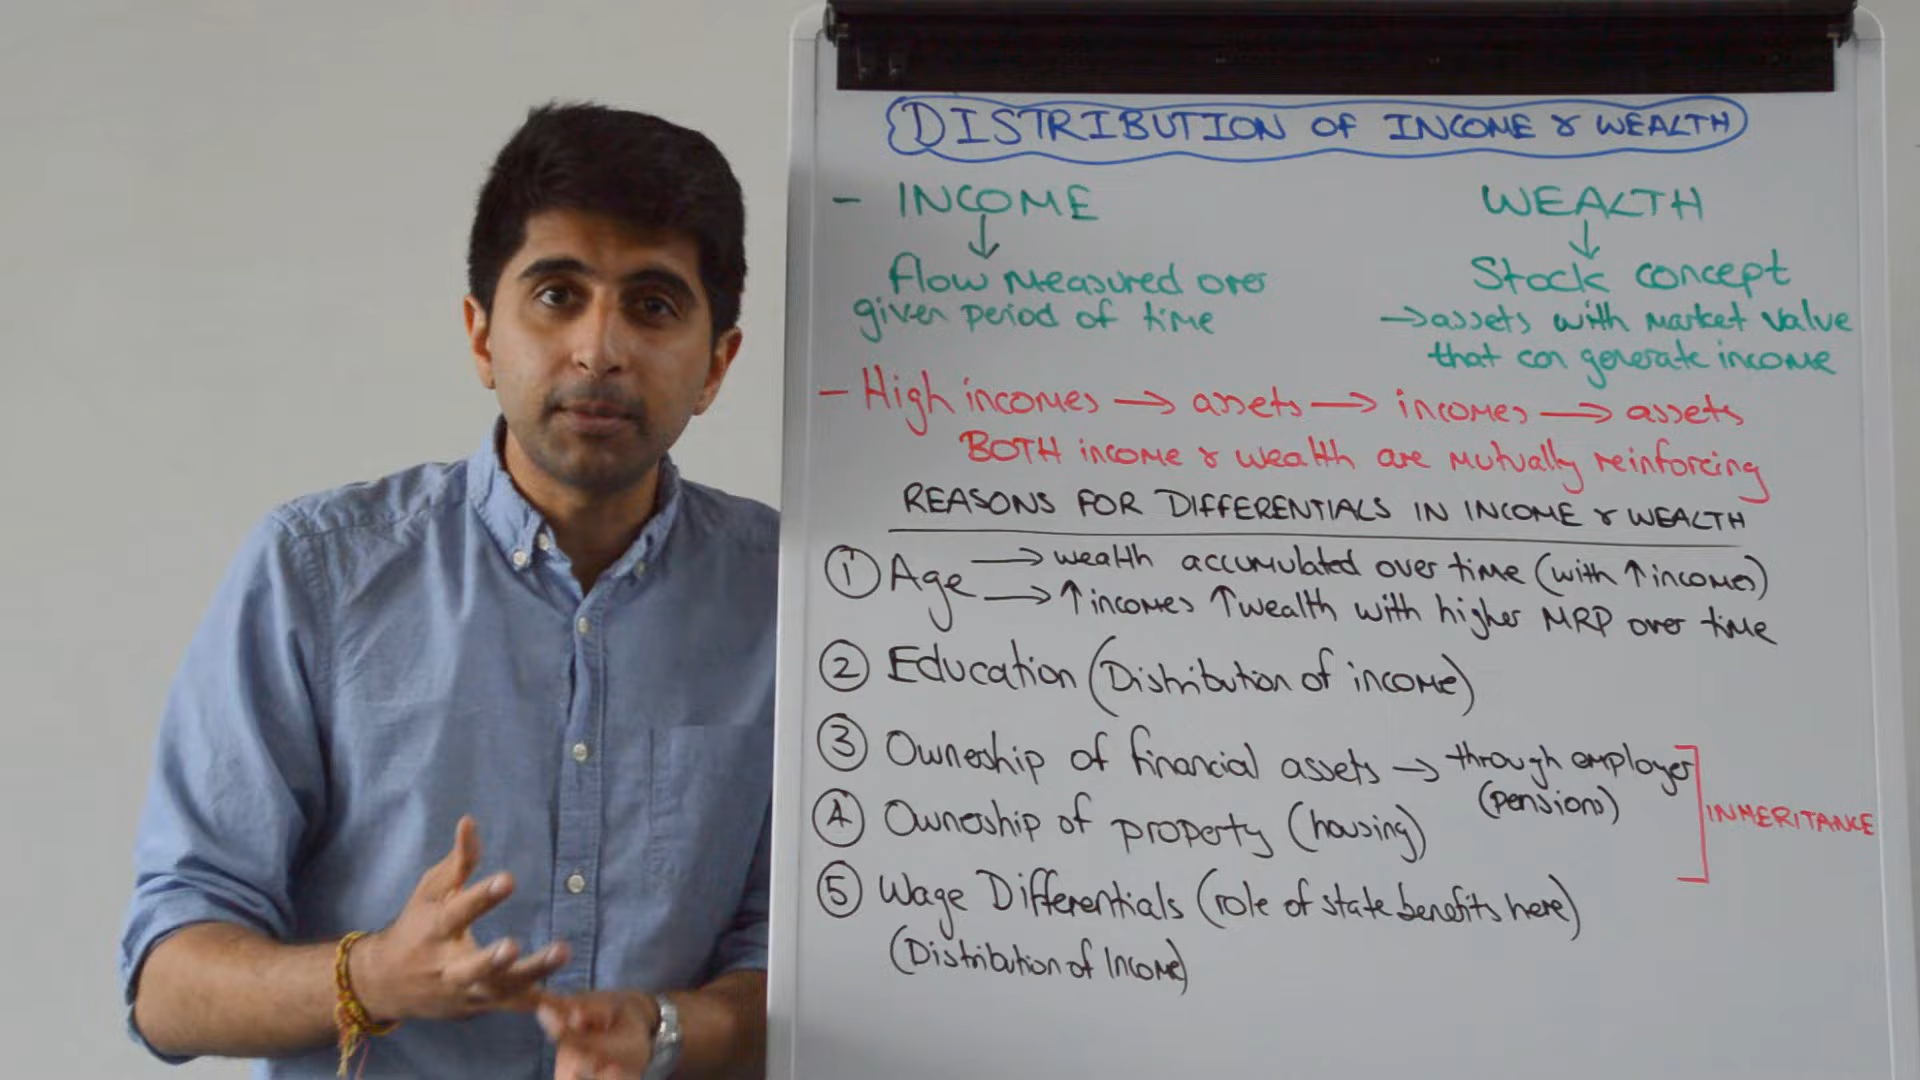 DISTRIBUTION OF INCOME & WEALTH
- INCOME
↓
flow measured over
given period of time
WEALTH
↓
Stock concept
→ assets with market value
that can generate income
- High incomes → assets → incomes → assets
BOTH income & wealth are mutually reinforcing
REASONS FOR DIFFERENTIALS IN INCOME & WEALTH
① Age → wealth accumulated over time (with ↑ incomes)
→ ↑ incomes ↑ wealth with higher MRP over time
② Education (Distribution of income)
③ Ownership of financial assets → through employer
(pensions)
④ Ownership of property (housing)
INHERITANCE
⑤ Wage Differentials (role of state benefits here)
(Distribution of Income)